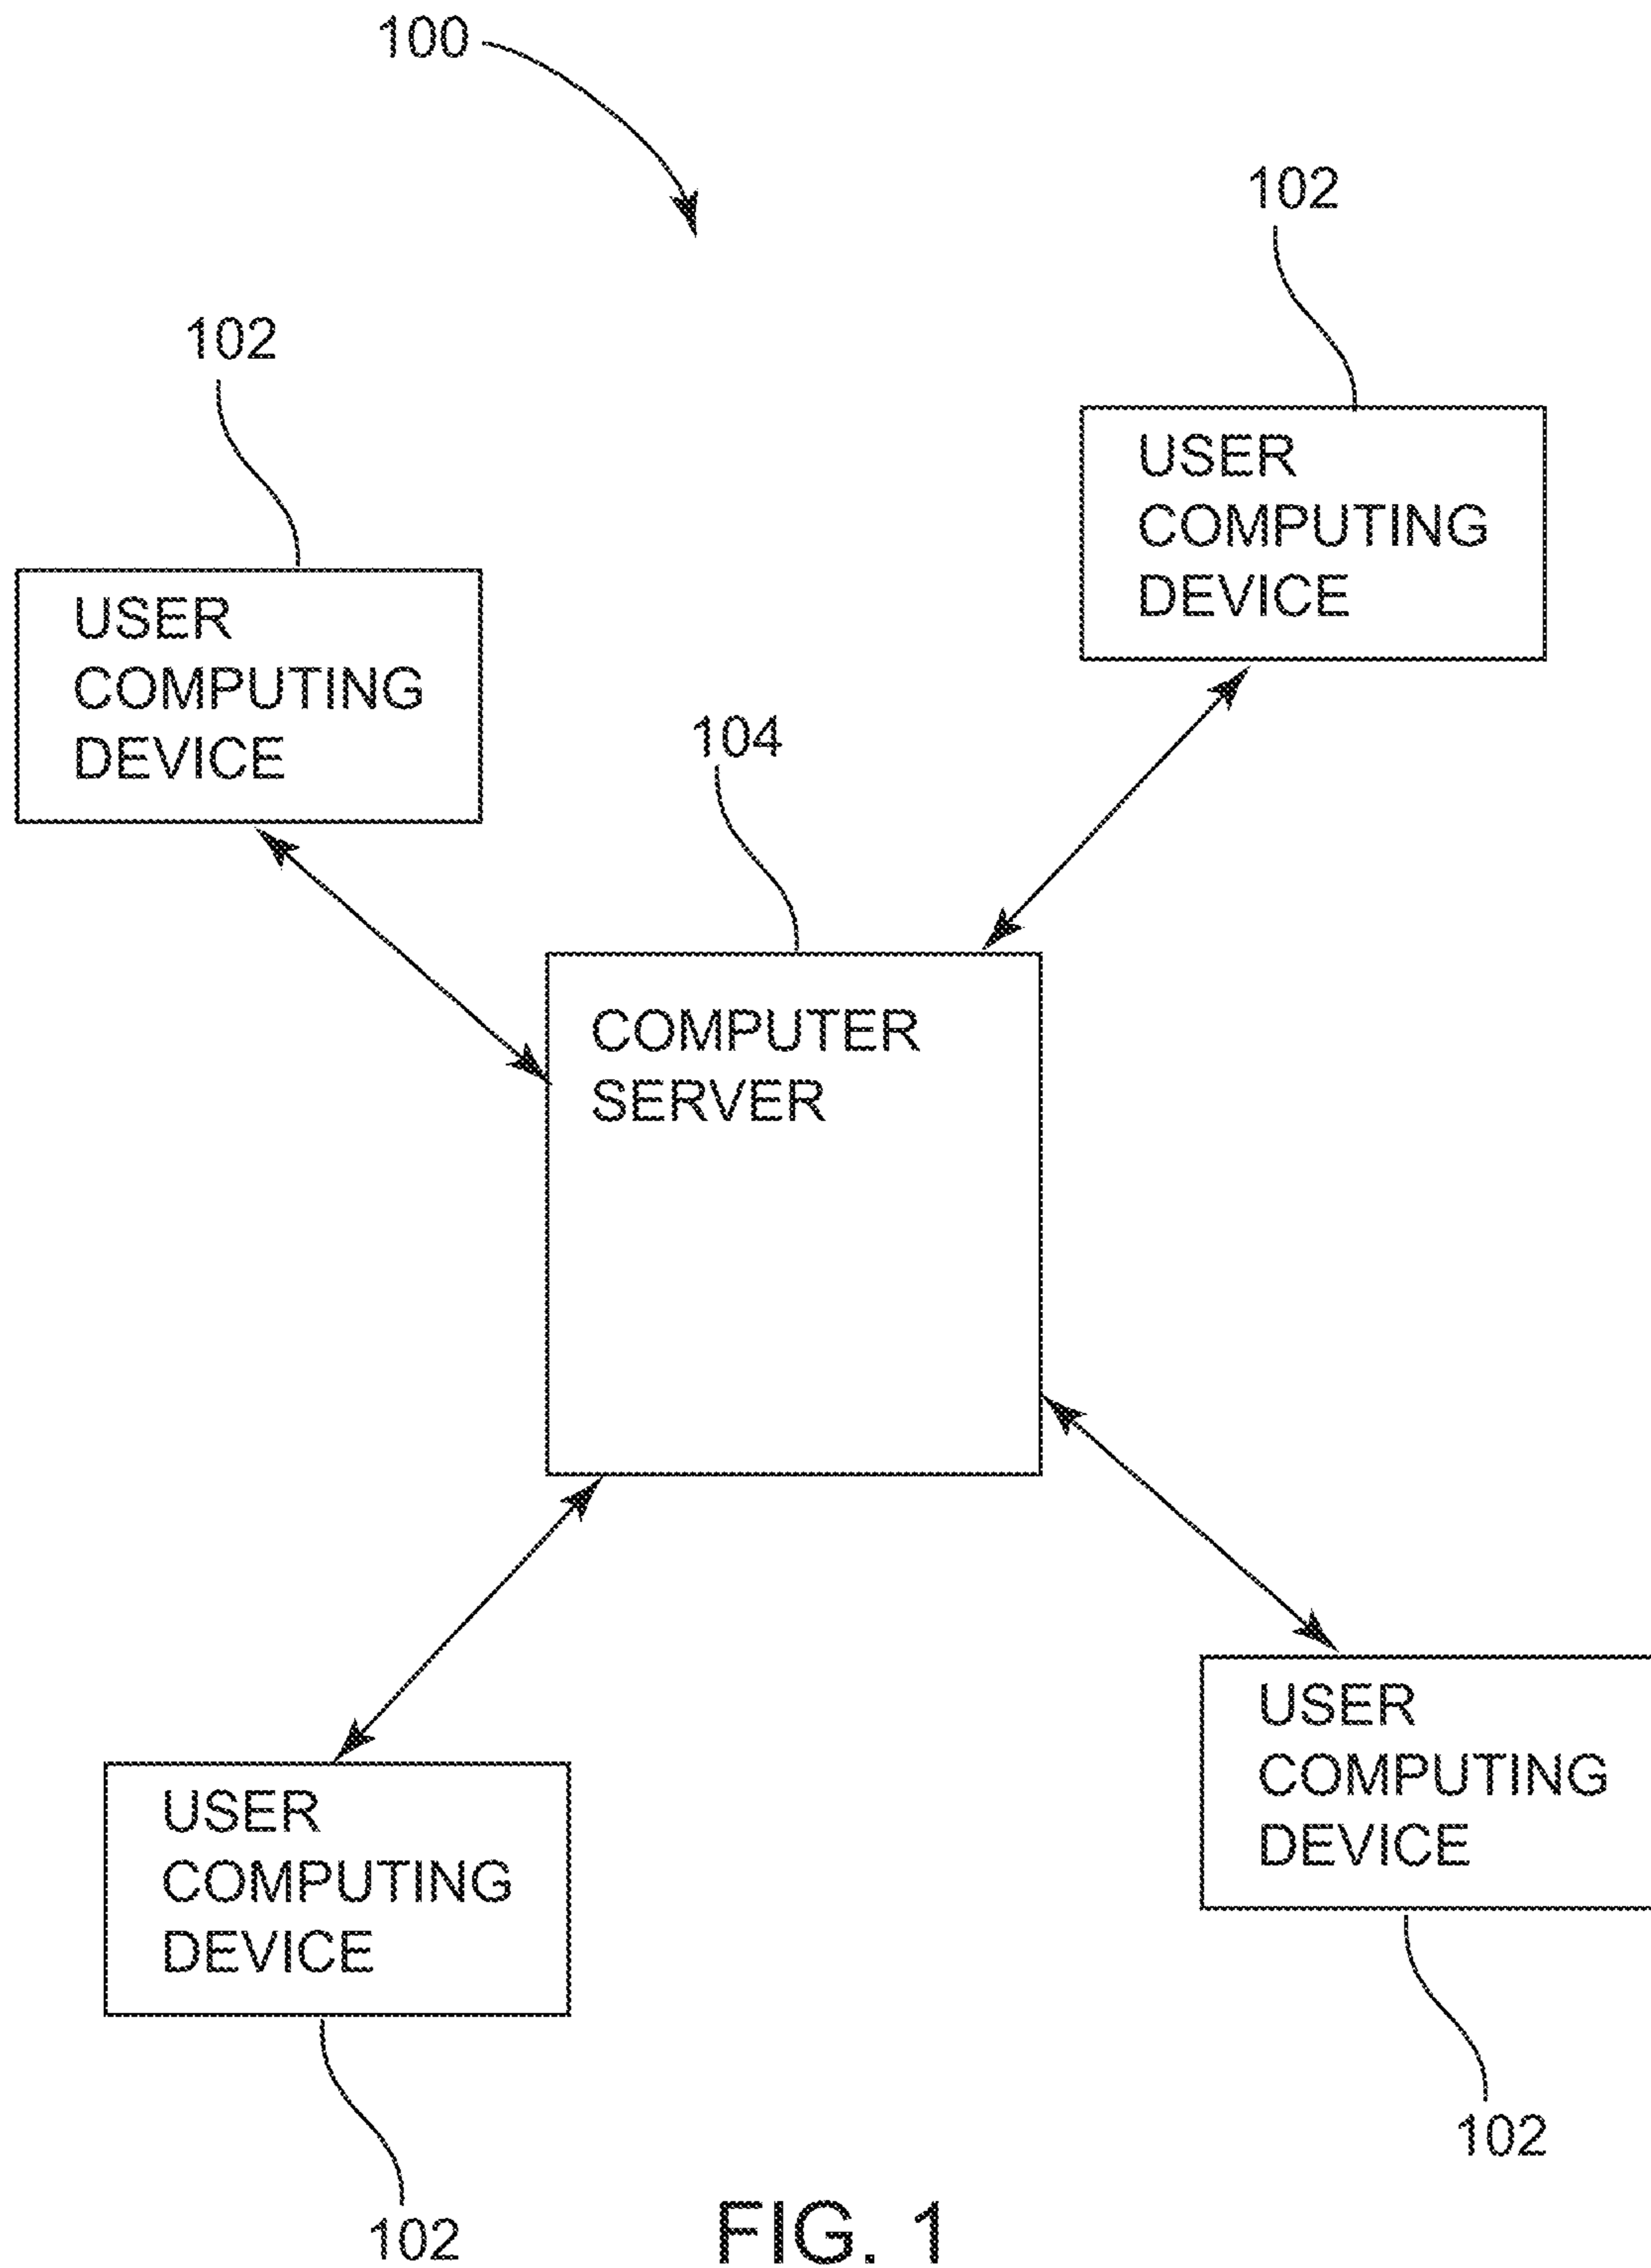 100
102
102
USER
COMPUTING
DEVICE
USER
COMPUTING
DEVICE
104
COMPUTER
SERVER
USER
COMPUTING
DEVICE
USER
COMPUTING
DEVICE
102
102
FIG. 1